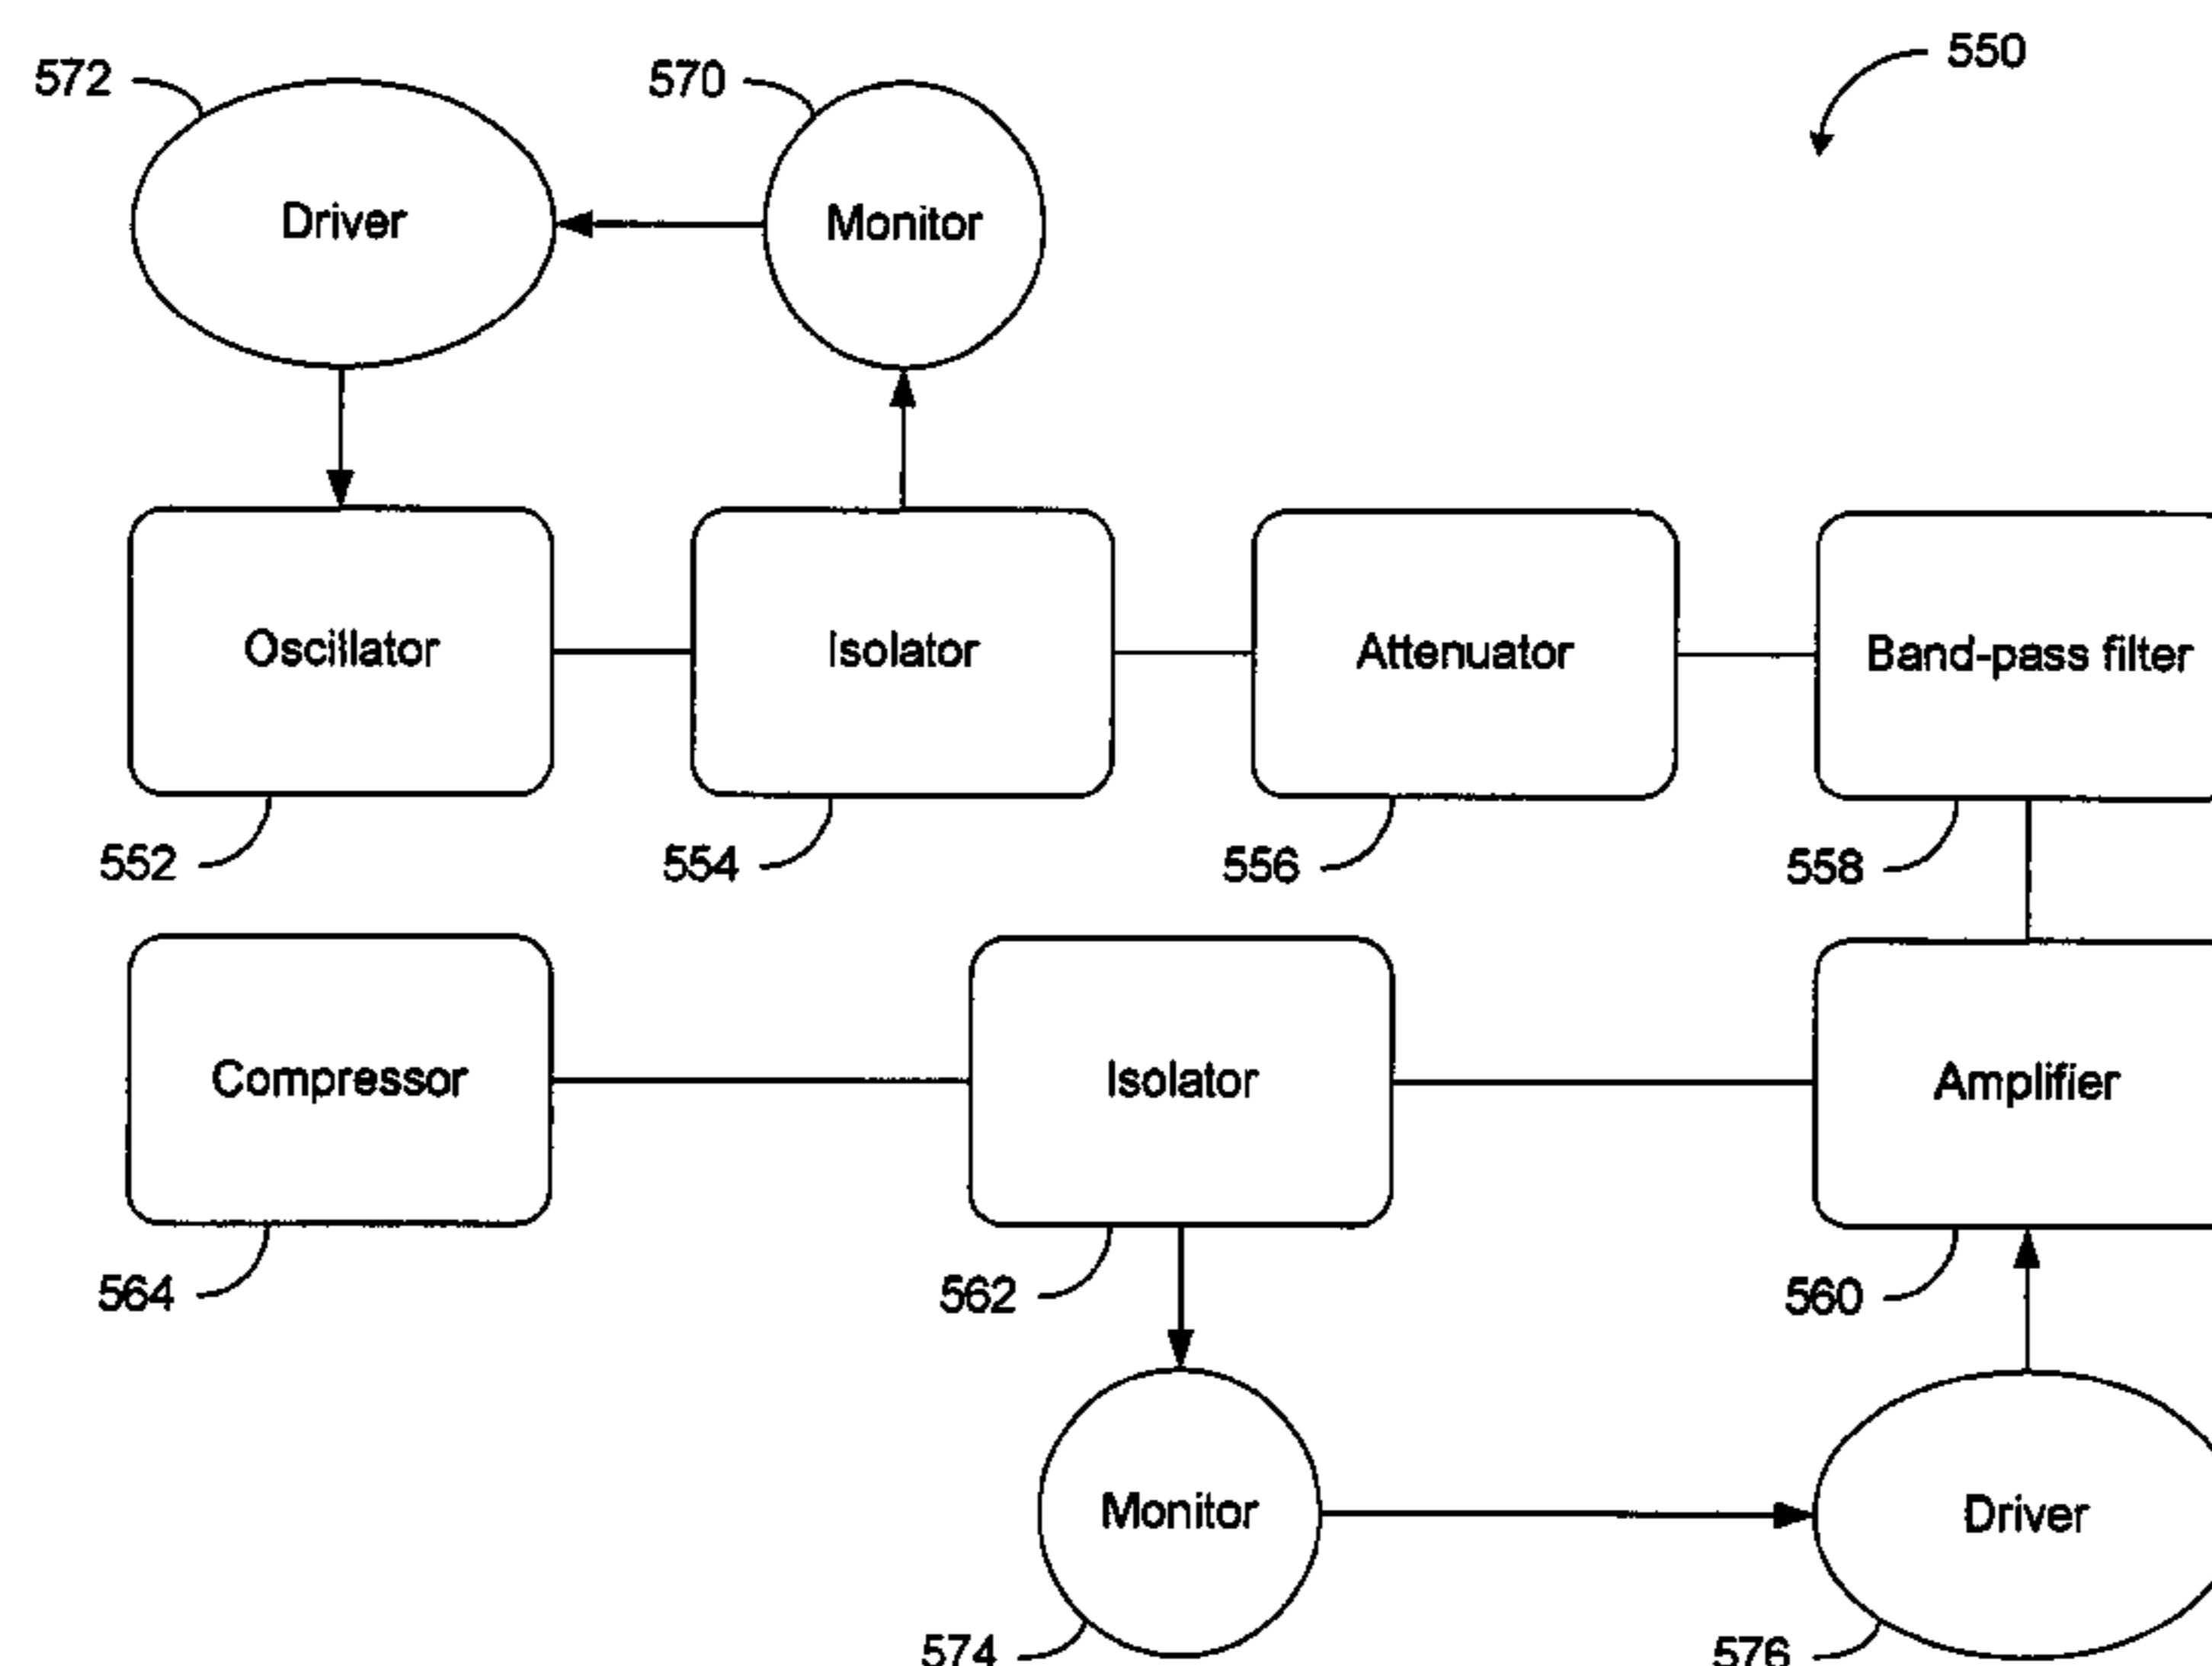 550
572
570
Driver
Monitor
Oscillator
Isolator
Attenuator
Band-pass filter
552
554
556
558
Compressor
Isolator
Amplifier
564
562
560
Monitor
Driver
574
576